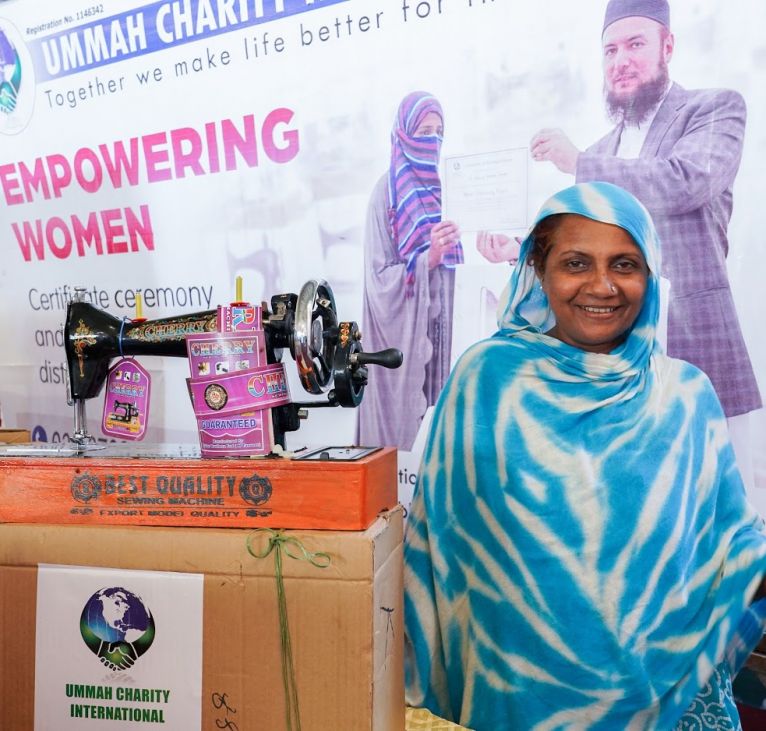 Registration No. 1146342
UMMAH CHARITY
Together we make life better for
EMPOWERING
WOMEN
Certificate ceremony
and
CHERRY
CHERRY
CHERRY
GUARANTEED
BEST QUALITY
SEWING MACHINE
EXPORT MODEL QUALITY
UMMAH CHARITY
INTERNATIONAL